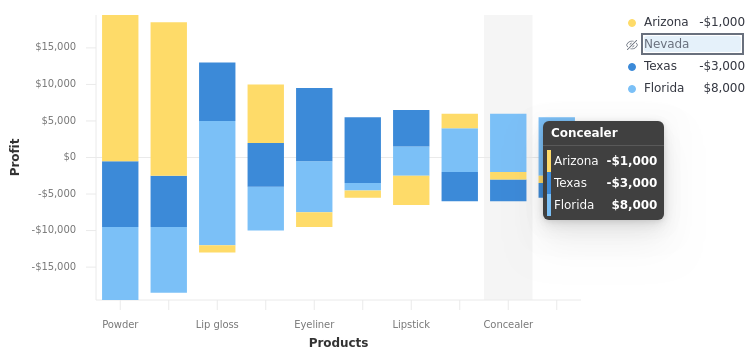 Profit
$15,000
$10,000
$5,000
$0
-$5,000
-$10,000
-$15,000
Powder Lip gloss Eyeliner Lipstick Concealer
Products
Arizona -$1,000
Nevada
Texas -$3,000
Florida $8,000
Concealer
Arizona -$1,000
Texas -$3,000
Florida $8,000